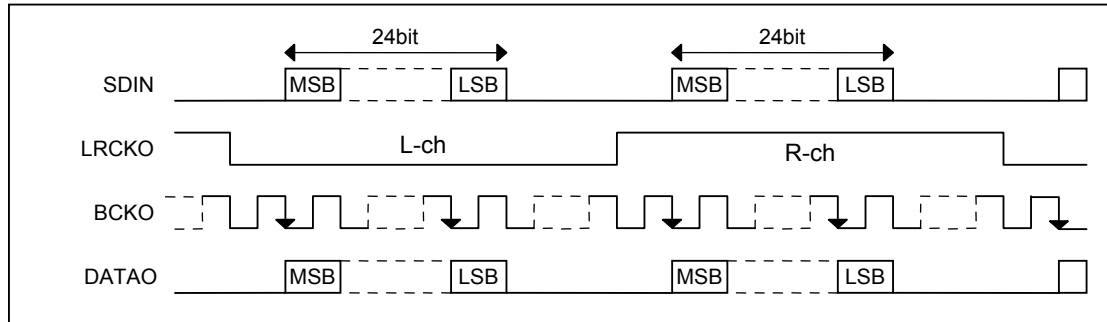 24bit 24bit
SDIN MSB LSB MSB LSB
LRCKO L-ch R-ch
BCKO
DATAO MSB LSB MSB LSB